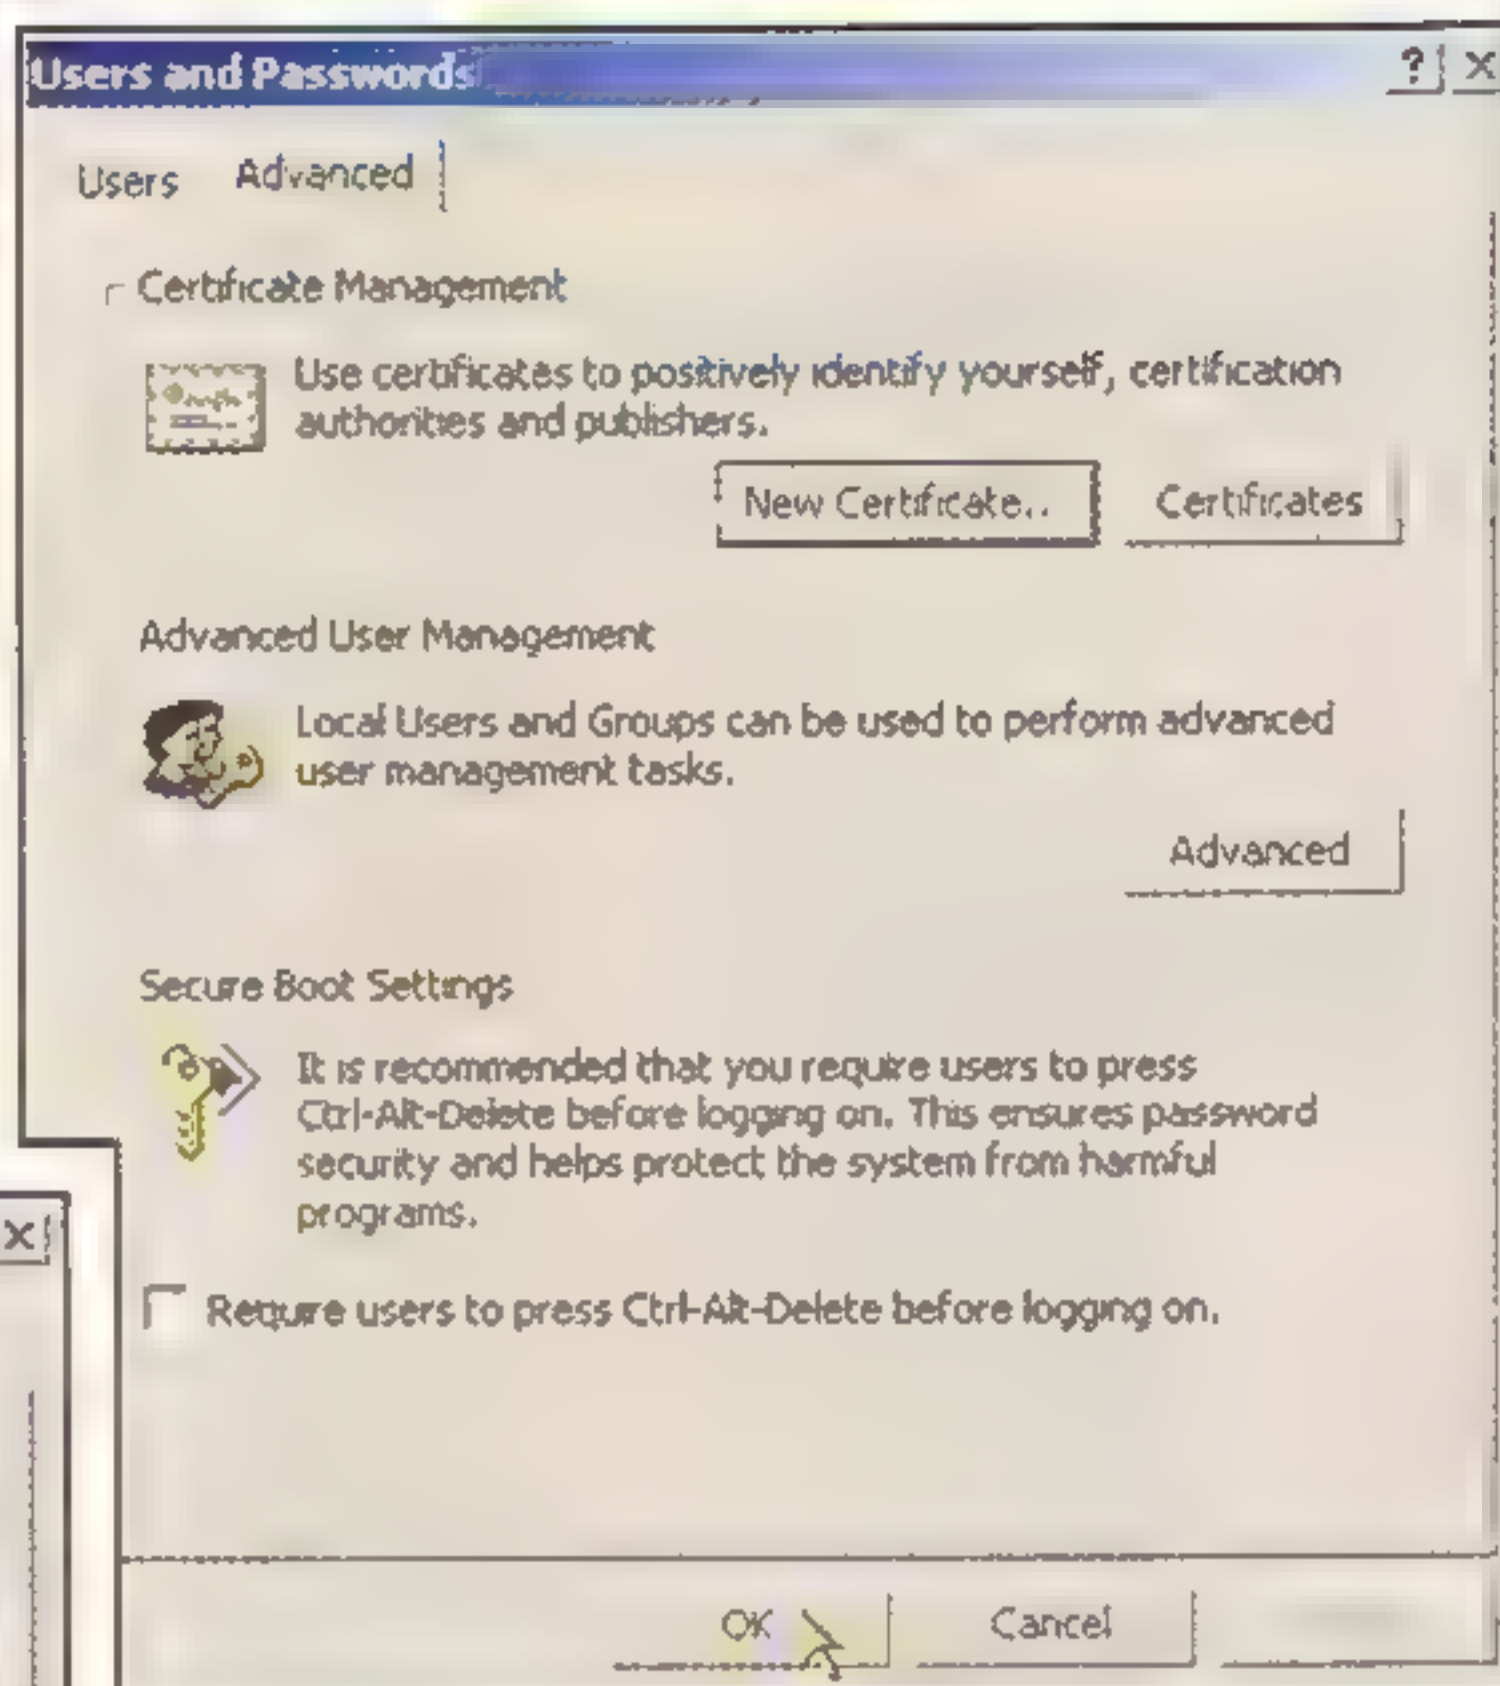 Users and Passwords
? X
Users Advanced
Certificate Management
Use certificates to positively identify yourself, certification
authorities and publishers.
New Certificate.. Certificates
Advanced User Management
Local Users and Groups can be used to perform advanced
user management tasks.
Advanced
Secure Boot Settings
It is recommended that you require users to press
Ctrl-Alt-Delete before logging on. This ensures password
security and helps protect the system from harmful
programs.
X
Require users to press Ctrl-Alt-Delete before logging on.
OK Cancel